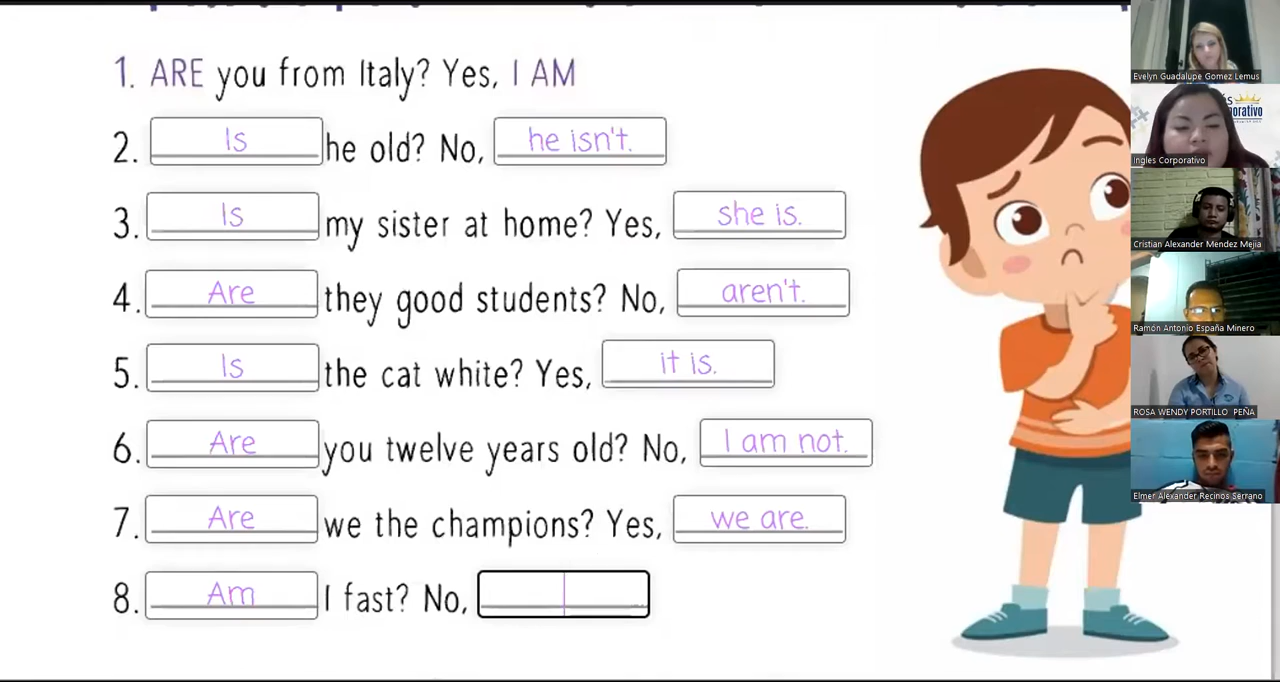 1. ARE you from Italy? Yes, I AM
2. Is he old? No, he isn't.
3. Is my sister at home? Yes, she is.
4. Are they good students? No, aren't.
5. Is the cat white? Yes, it is.
6. Are you twelve years old? No, I am not.
7. Are we the champions? Yes, we are.
8. Am I fast? No,
Evelyn Guadalupe Gomez Lemus
Ingles Corporativo
Cristian Alexander Mendez Mejia
Ramón Antonio España Minero
ROSA WENDY PORTILLO PEÑA
Elmer Alexander Recinos Serrano